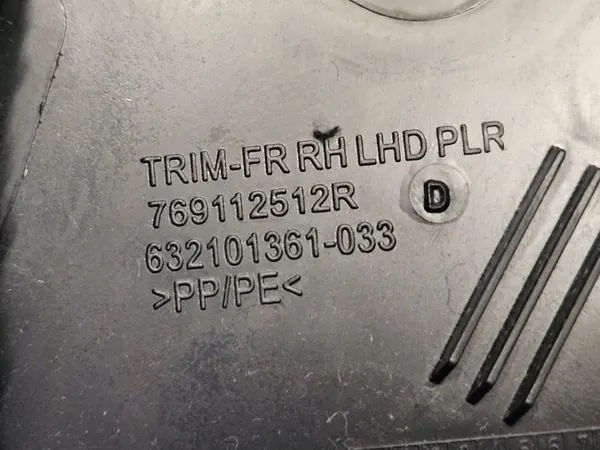 TRIM-FR RH LHD PLR
769112512R
D
632101361-033
>PP/PE<